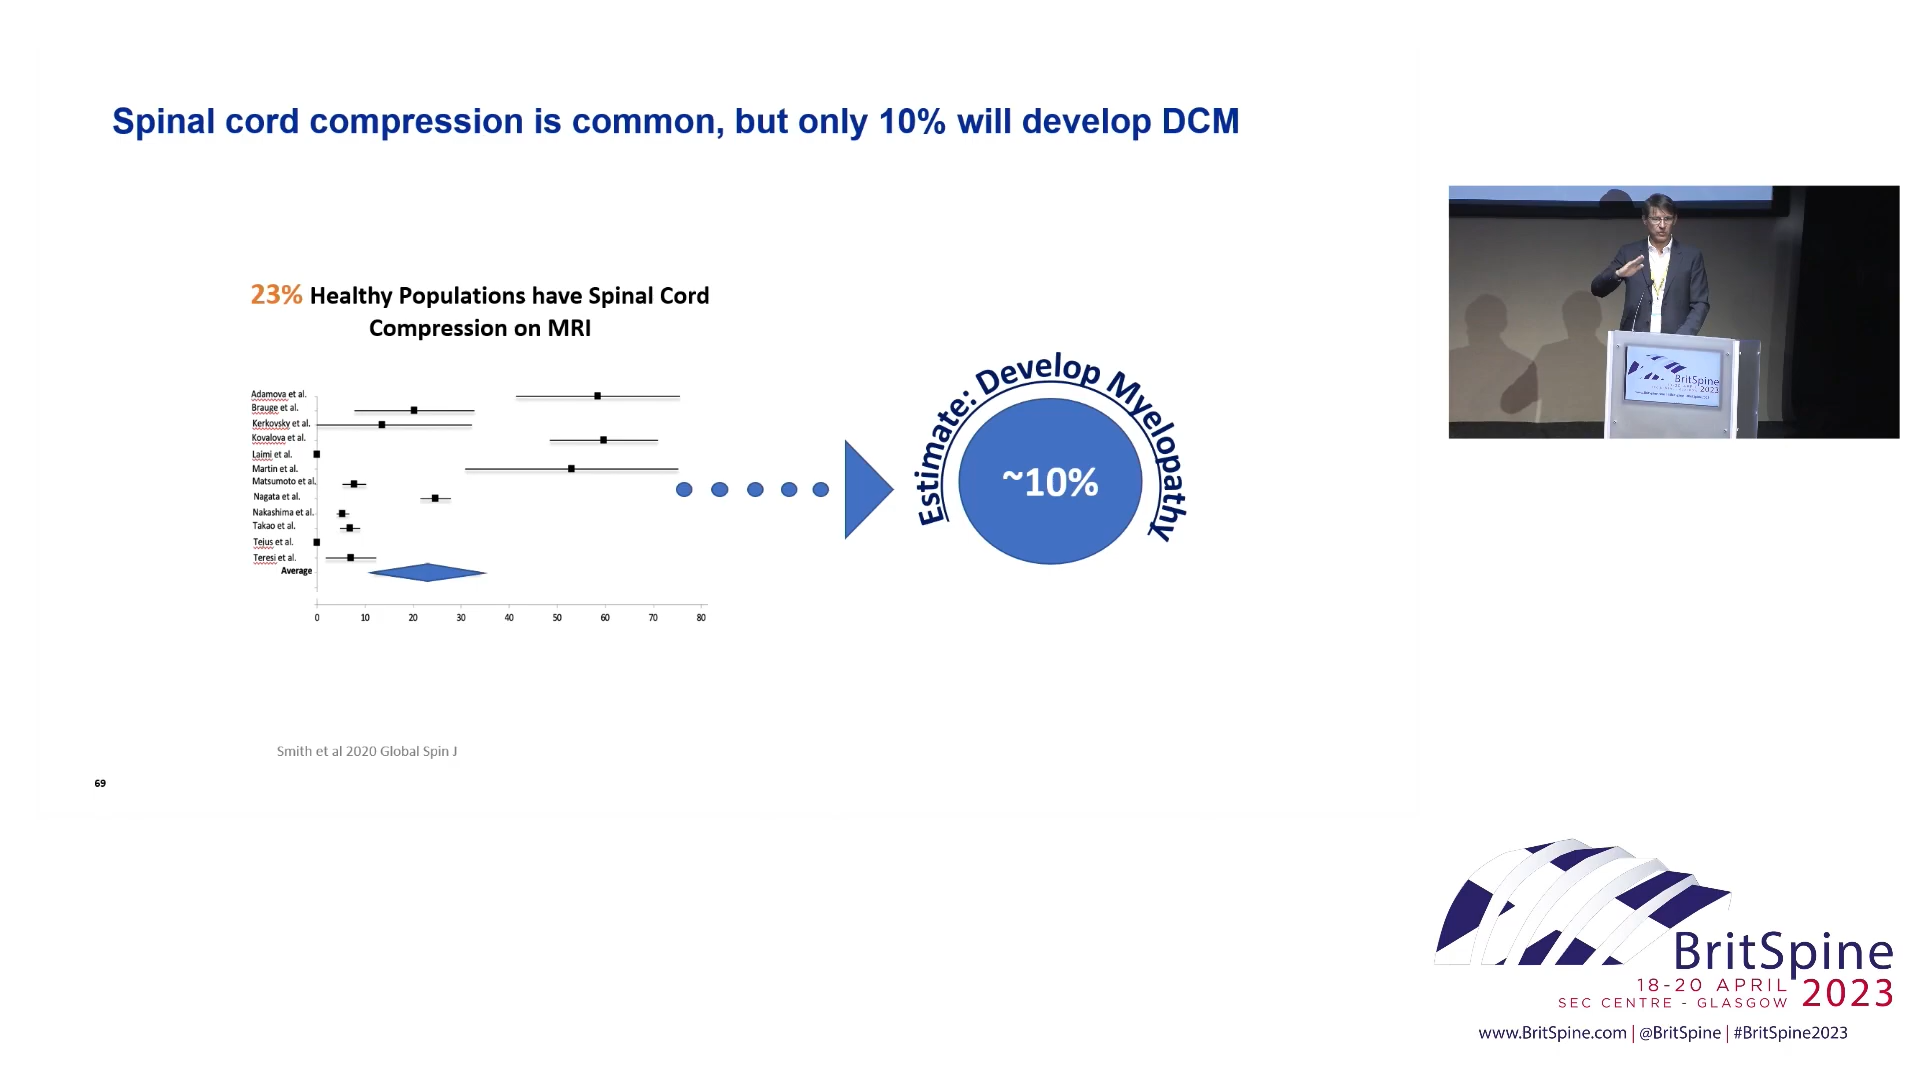 Spinal cord compression is common, but only 10% will develop DCM
23% Healthy Populations have Spinal Cord
Compression on MRI
Adamova et al.
Brauge et al.
Kerkovsky et al.
Kovalova et al.
Laimi et al.
Martin et al.
Matsumoto et al.
Nagata et al.
Nakashima et al.
Takao et al.
Tejus et al.
Teresi et al.
Average
0 10 20 30 40 50 60 70 80
Estimate: Develop Myelopathy
~10%
Smith et al 2020 Global Spin J
69
BritSpine
2023
BritSpine
18-20 APRIL 2023
SEC CENTRE - GLASGOW
www.BritSpine.com | @BritSpine | #BritSpine2023